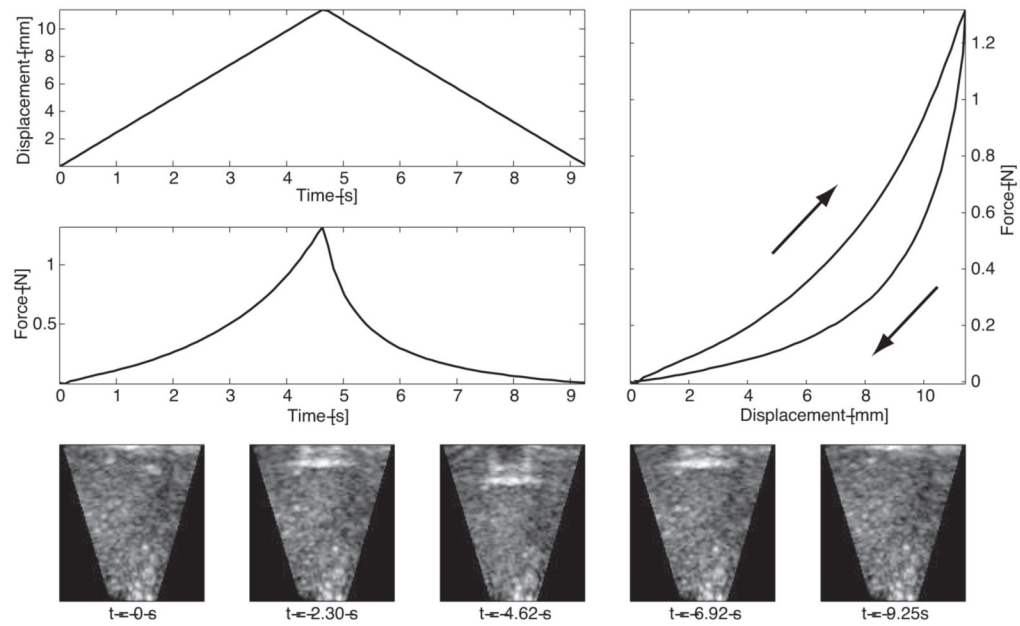 Displacement [mm]
10
8
6
4
2
0 1 2 3 4 5 6 7 8 9
Time [s]
Force [N]
1
0.5
0 1 2 3 4 5 6 7 8 9
Time [s]
1.2
1
0.8
0.6
0.4
0.2
0
Force [N]
0 2 4 6 8 10
Displacement [mm]
t = 0 s
t = 2.30 s
t = 4.62 s
t = 6.92 s
t = 9.25s